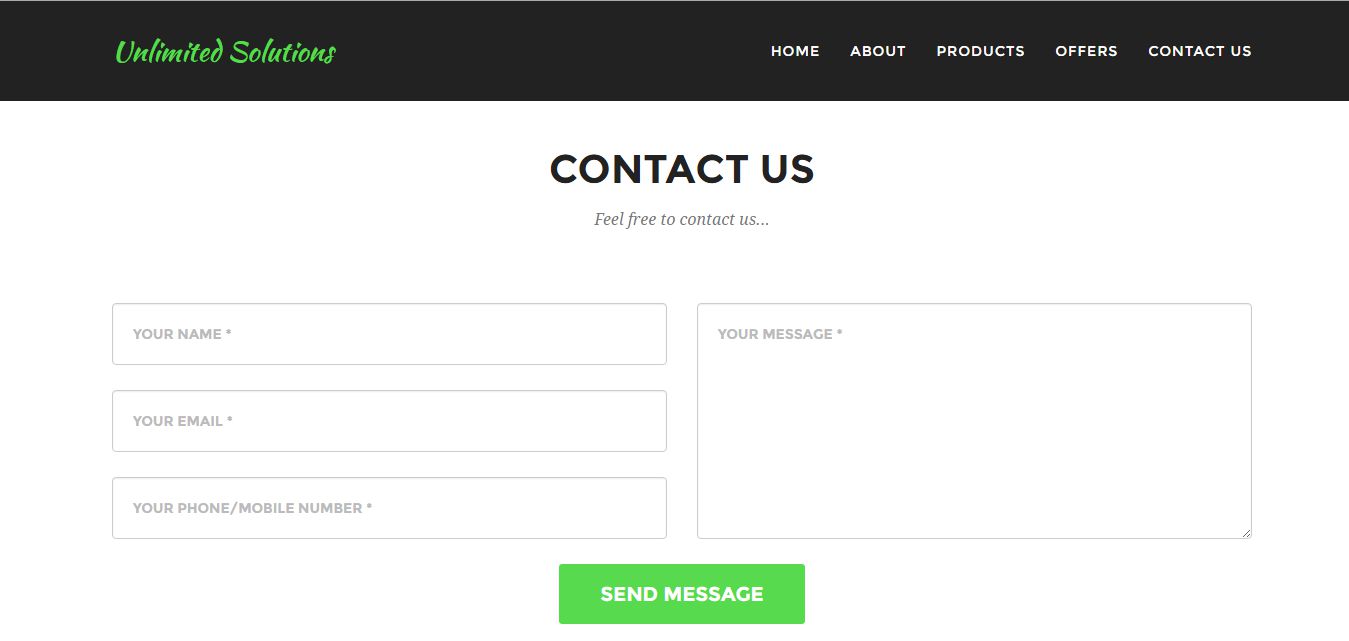 Unlimited Solutions
HOME ABOUT PRODUCTS OFFERS CONTACT US
CONTACT US
Feel free to contact us...
YOUR NAME *
YOUR EMAIL *
YOUR PHONE/MOBILE NUMBER *
YOUR MESSAGE *
SEND MESSAGE